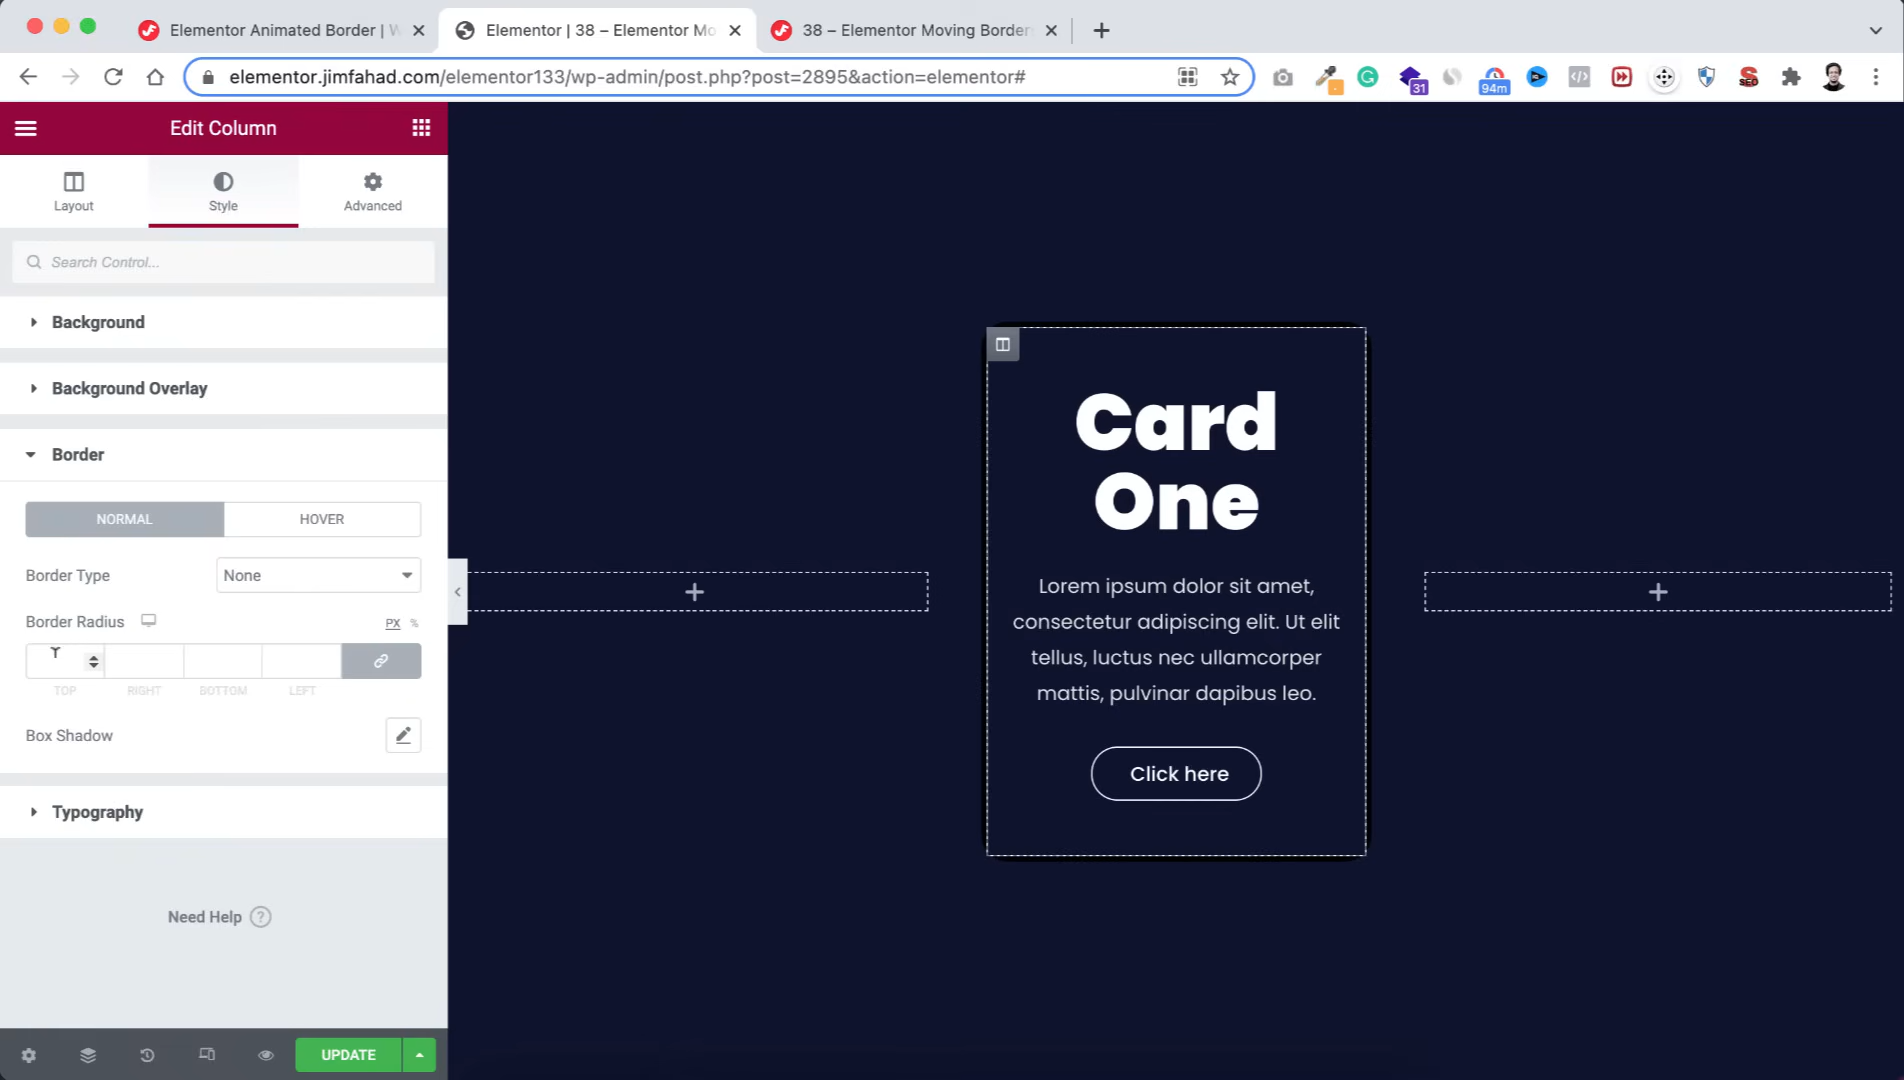 Elementor Animated Border | W
Elementor | 38 – Elementor Mo
38 – Elementor Moving Border
elementor.jimfahad.com/elementor133/wp-admin/post.php?post=2895&action=elementor#
31
94m
SEO
Edit Column
Layout
Style
Advanced
Search Control...
Background
Background Overlay
Border
NORMAL
HOVER
Border Type
None
Border Radius
PX %
TOP RIGHT BOTTOM LEFT
Box Shadow
Typography
Need Help ?
UPDATE
Card
One
Lorem ipsum dolor sit amet,
consectetur adipiscing elit. Ut elit
tellus, luctus nec ullamcorper
mattis, pulvinar dapibus leo.
Click here